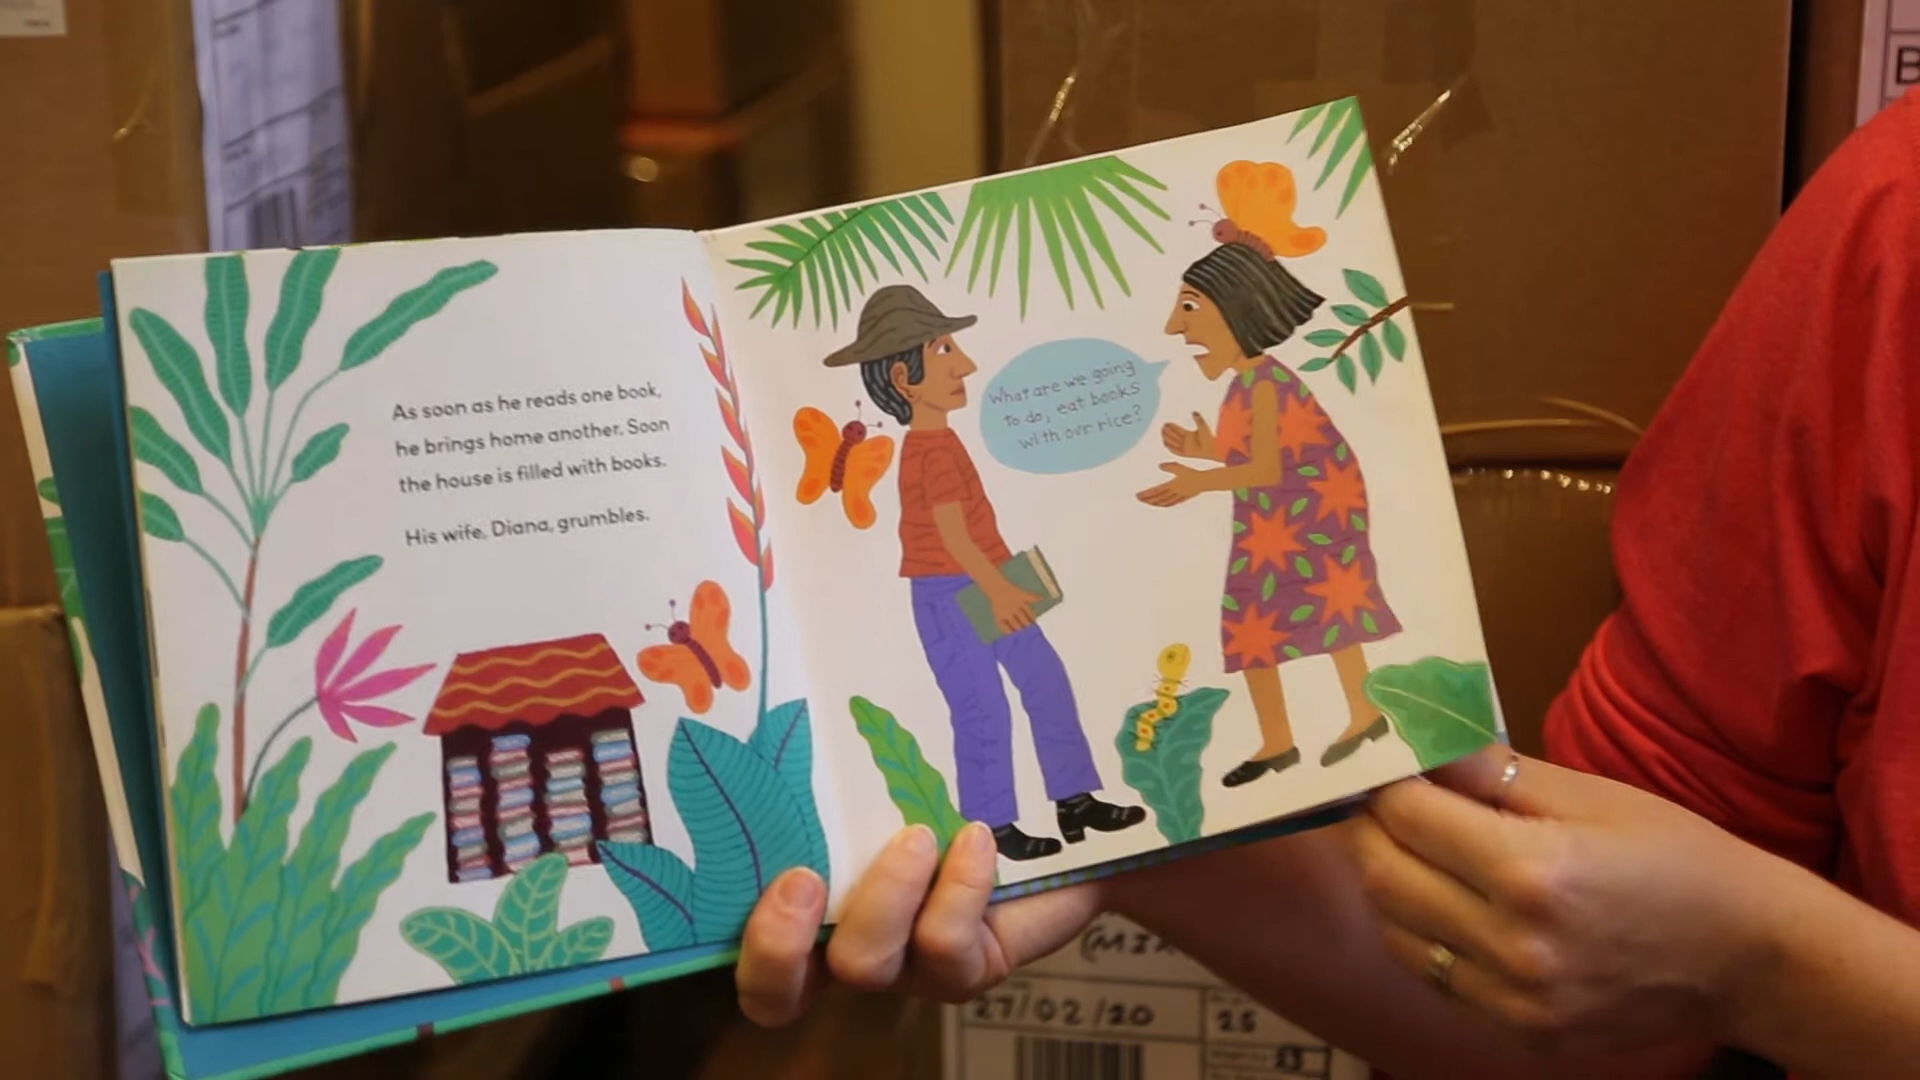 As soon as he reads one book,
he brings home another. Soon
the house is filled with books.
His wife, Diana, grumbles.
What are we going
to do, eat books
with our rice?
B
27/02/20
25